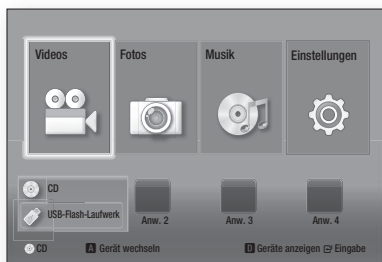 Videos Fotos Musik Einstellungen
CD
USB-Flash-Laufwerk Anw. 2 Anw. 3 Anw. 4
CD A Gerät wechseln D Geräte anzeigen Eingabe